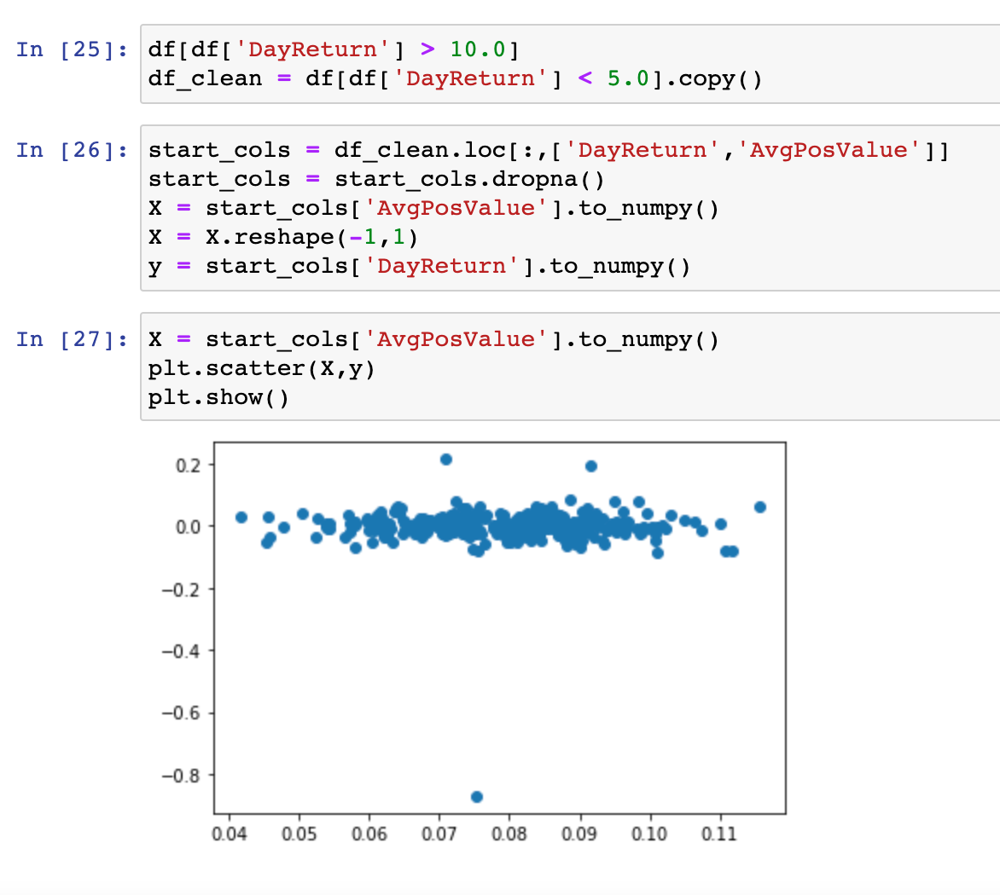 In [25]: df[df['DayReturn'] > 10.0]
df_clean = df[df['DayReturn'] < 5.0].copy()
In [26]: start_cols = df_clean.loc[:,['DayReturn','AvgPosValue']]
start_cols = start_cols.dropna()
X = start_cols['AvgPosValue'].to_numpy()
X = X.reshape(-1,1)
y = start_cols['DayReturn'].to_numpy()
In [27]: X = start_cols['AvgPosValue'].to_numpy()
plt.scatter(X,y)
plt.show()
0.2
0.0
−0.2
−0.4
−0.6
−0.8
0.04 0.05 0.06 0.07 0.08 0.09 0.10 0.11